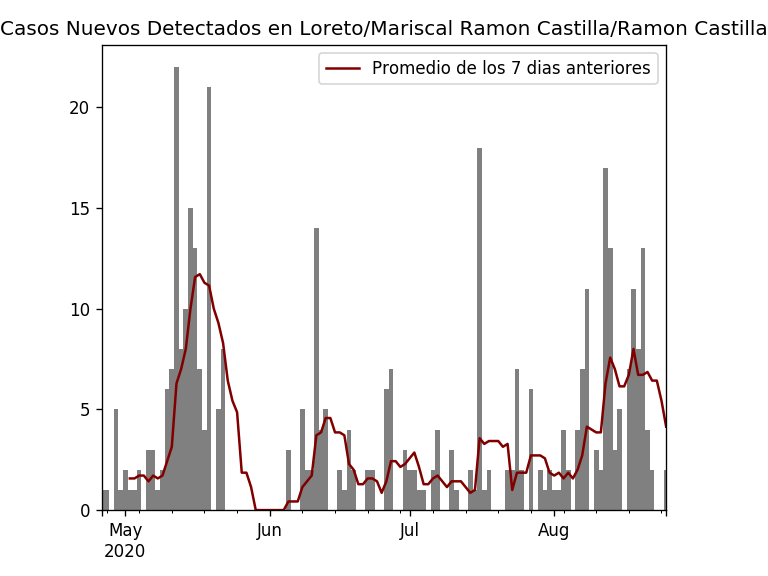 Casos Nuevos Detectados en Loreto/Mariscal Ramon Castilla/Ramon Castilla
Promedio de los 7 dias anteriores
20
15
10
5
0
May Jun Jul Aug
2020